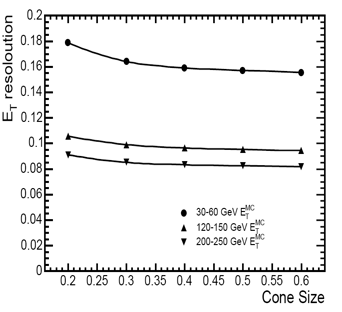 E_T resoloution
0.2
0.18
0.16
0.14
0.12
0.1
0.08
0.06
0.04
0.02
0
30-60 GeV E_T^MC
120-150 GeV E_T^MC
200-250 GeV E_T^MC
0.2 0.25 0.3 0.35 0.4 0.45 0.5 0.55 0.6
Cone Size